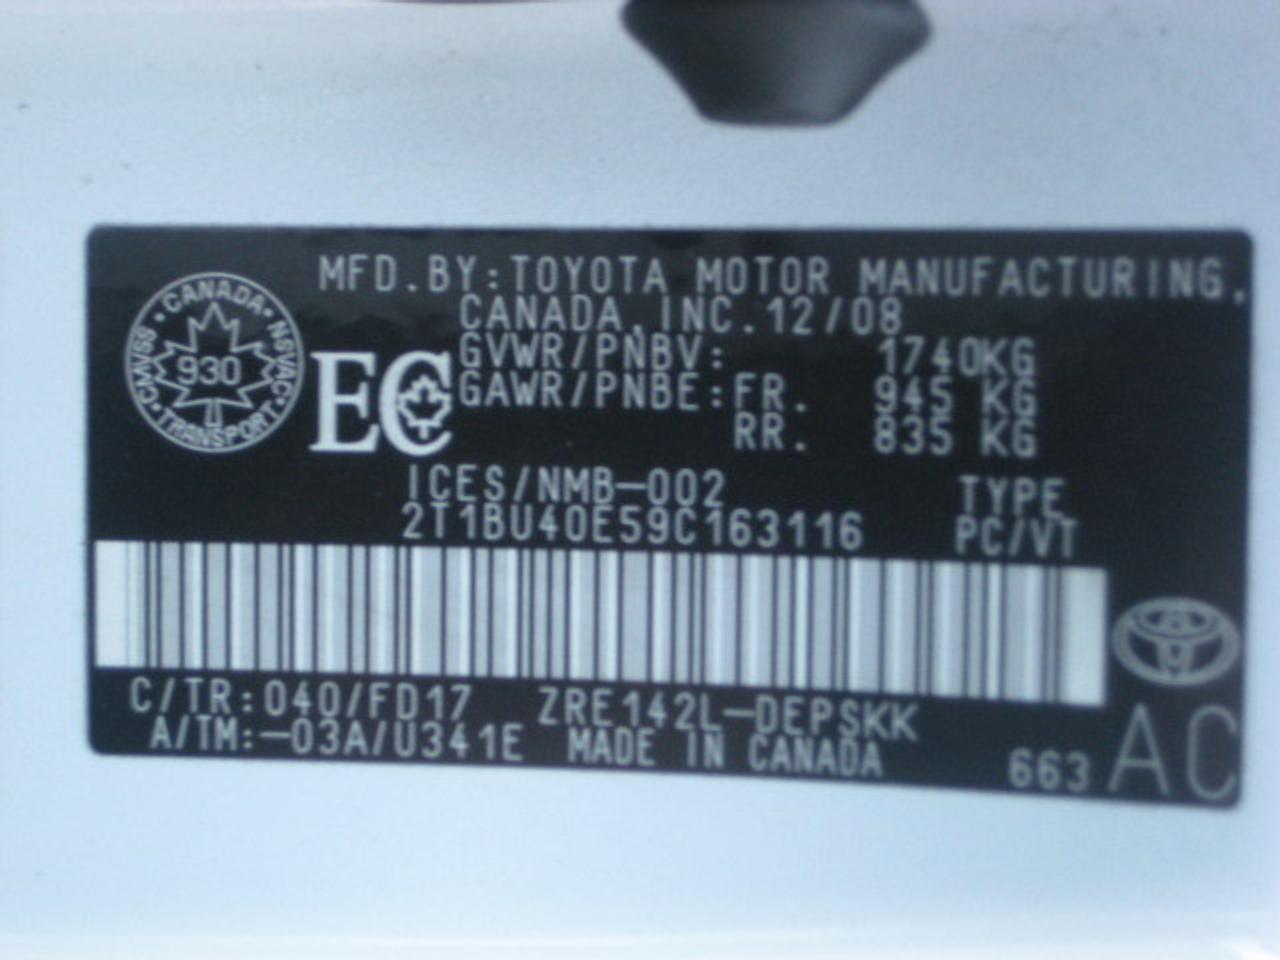 MFD.BY:TOYOTA MOTOR MANUFACTURING,
CANADA, INC. 12/08
CANADA • NSVAC • TRANSPORT • CMVSS •
930
EC
GVWR/PNBV: 1740KG
GAWR/PNBE:FR. 945 KG
RR. 835 KG
ICES/NMB-002 TYPE
2T1BU40E59C163116 PC/VT
C/TR:040/FD17 ZRE142L-DEPSKK
A/TM:-03A/U341E MADE IN CANADA
663 AC